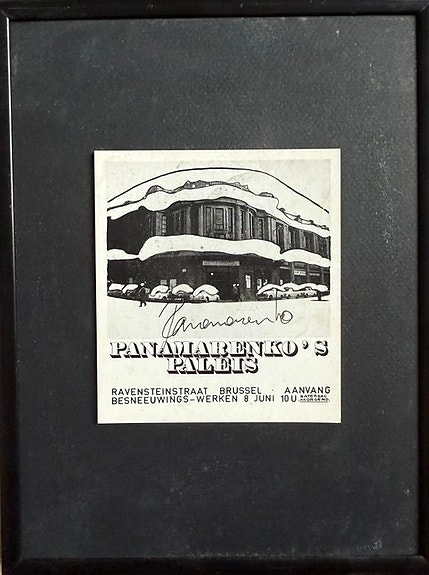 Panamarenko
PANAMARENKO'S
PALEIS
RAVENSTEINSTRAAT BRUSSEL · AANVANG
BESNEEUWINGS-WERKEN 8 JUNI 10 U.